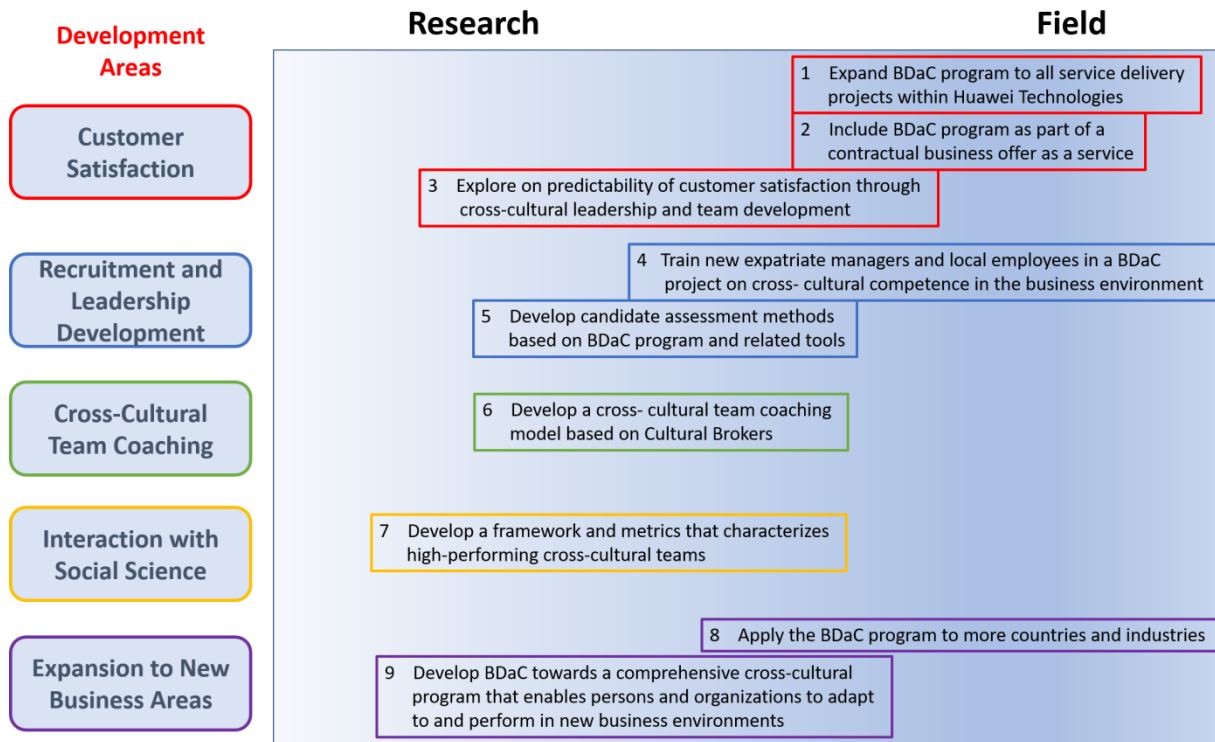 Research
Field
Development
Areas
Customer
Satisfaction
1 Expand BDaC program to all service delivery
projects within Huawei Technologies
2 Include BDaC program as part of a
contractual business offer as a service
3 Explore on predictability of customer satisfaction through
cross-cultural leadership and team development
Recruitment and
Leadership
Development
4 Train new expatriate managers and local employees in a BDaC
project on cross- cultural competence in the business environment
5 Develop candidate assessment methods
based on BDaC program and related tools
Cross-Cultural
Team Coaching
6 Develop a cross- cultural team coaching
model based on Cultural Brokers
Interaction with
Social Science
7 Develop a framework and metrics that characterizes
high-performing cross-cultural teams
Expansion to New
Business Areas
8 Apply the BDaC program to more countries and industries
9 Develop BDaC towards a comprehensive cross-cultural
program that enables persons and organizations to adapt
to and perform in new business environments